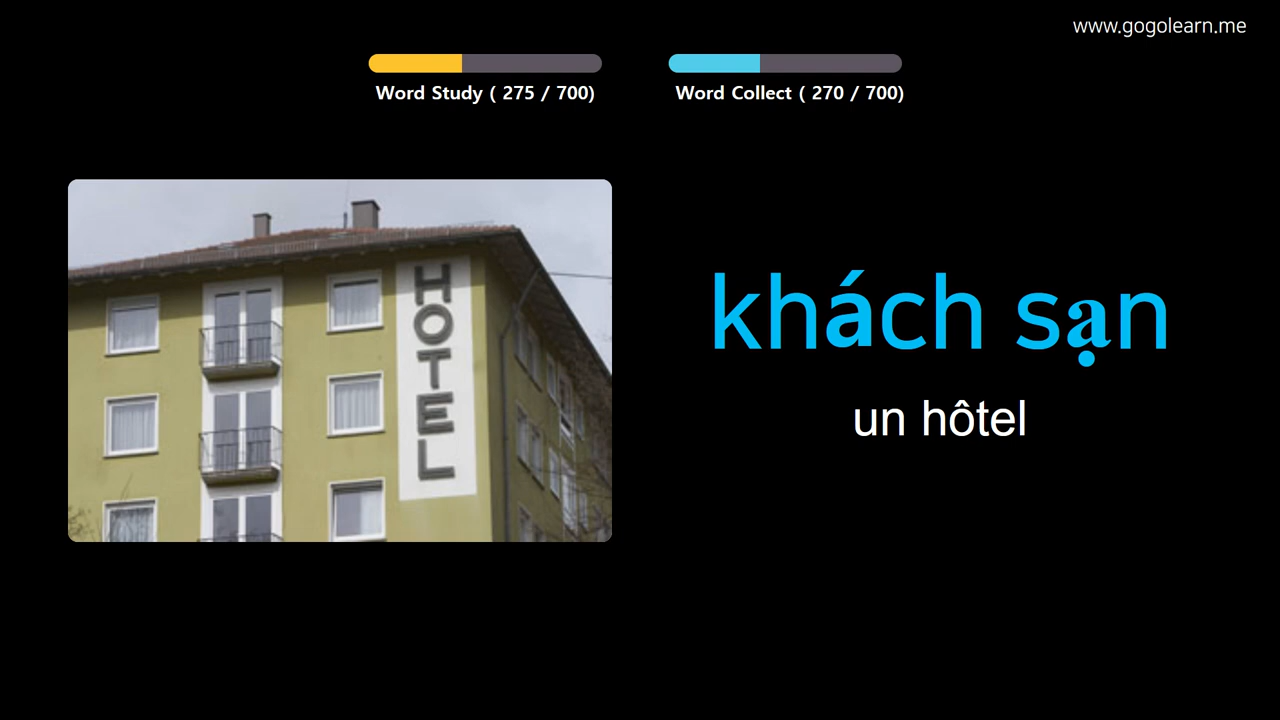 www.gogolearn.me
Word Study ( 275 / 700)
Word Collect ( 270 / 700)
HOTEL
khách sạn
un hôtel